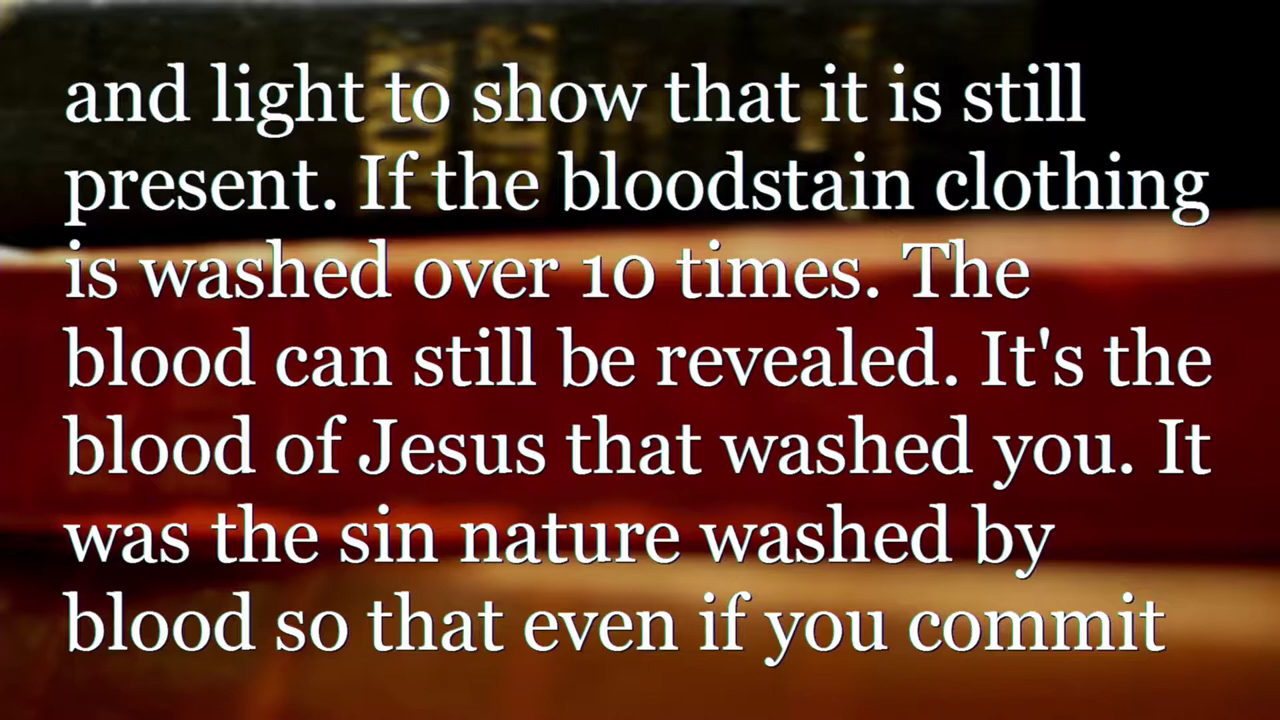 and light to show that it is still
present. If the bloodstain clothing
is washed over 10 times. The
blood can still be revealed. It's the
blood of Jesus that washed you. It
was the sin nature washed by
blood so that even if you commit